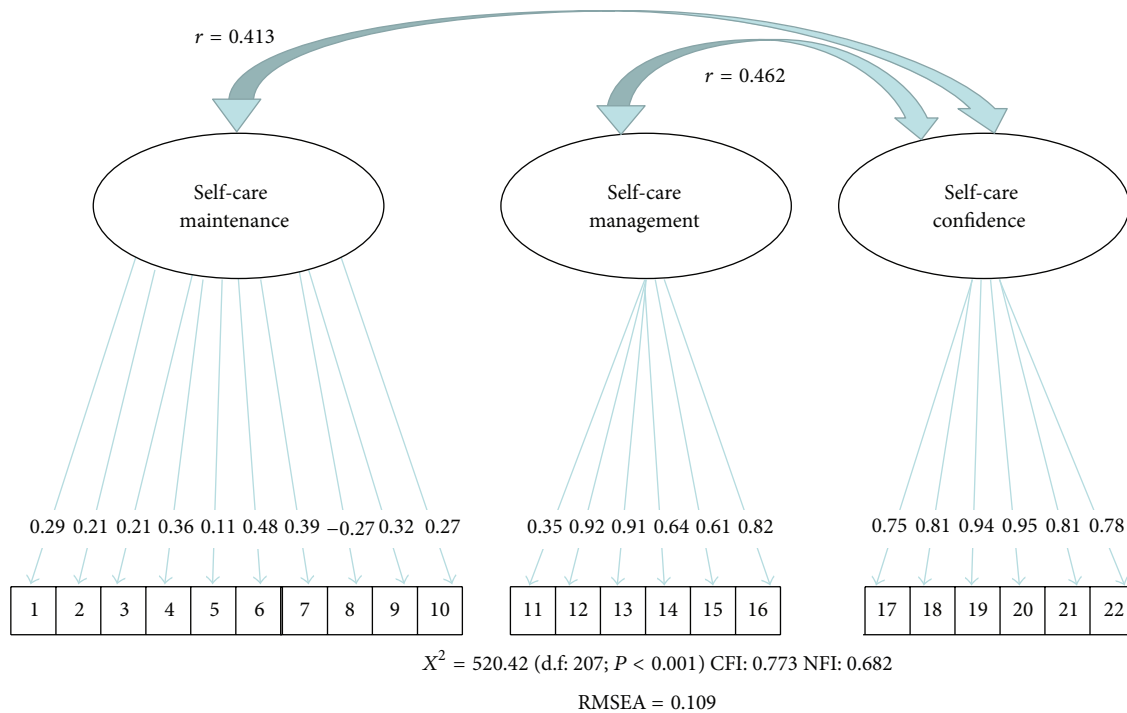 r = 0.413
r = 0.462
Self-care
maintenance
Self-care
management
Self-care
confidence
0.29 0.21 0.21 0.36 0.11 0.48 0.39 −0.27 0.32 0.27
0.35 0.92 0.91 0.64 0.61 0.82
0.75 0.81 0.94 0.95 0.81 0.78
1 2 3 4 5 6 7 8 9 10
11 12 13 14 15 16
17 18 19 20 21 22
X² = 520.42 (d.f: 207; P < 0.001) CFI: 0.773 NFI: 0.682
RMSEA = 0.109